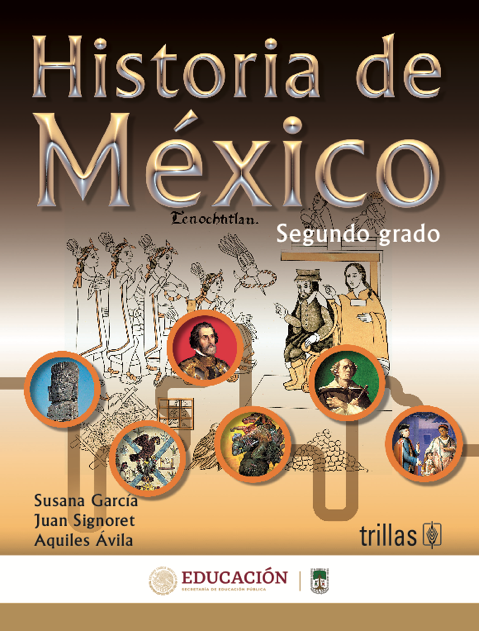 Historia de
México
Tenochtitlan.
Segundo grado
Susana García
Juan Signoret
Aquiles Ávila
trillas
EDUCACIÓN
SECRETARÍA DE EDUCACIÓN PÚBLICA